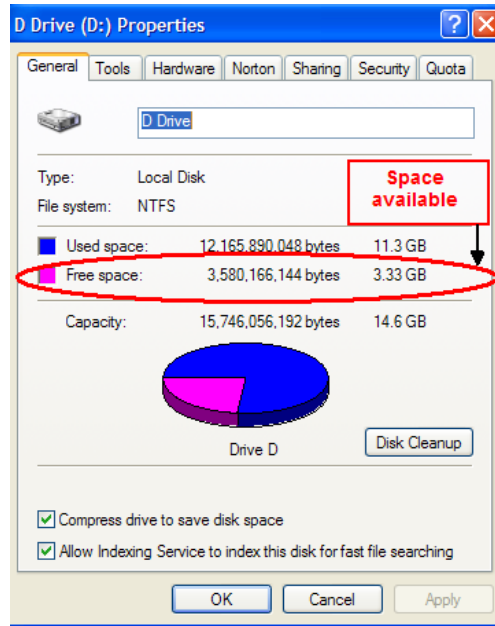 D Drive (D:) Properties
General Tools Hardware Norton Sharing Security Quota
D Drive
Type: Local Disk
File system: NTFS
Space
available
Used space: 12,165,890,048 bytes 11.3 GB
Free space: 3,580,166,144 bytes 3.33 GB
Capacity: 15,746,056,192 bytes 14.6 GB
Drive D
Disk Cleanup
Compress drive to save disk space
Allow Indexing Service to index this disk for fast file searching
OK Cancel Apply